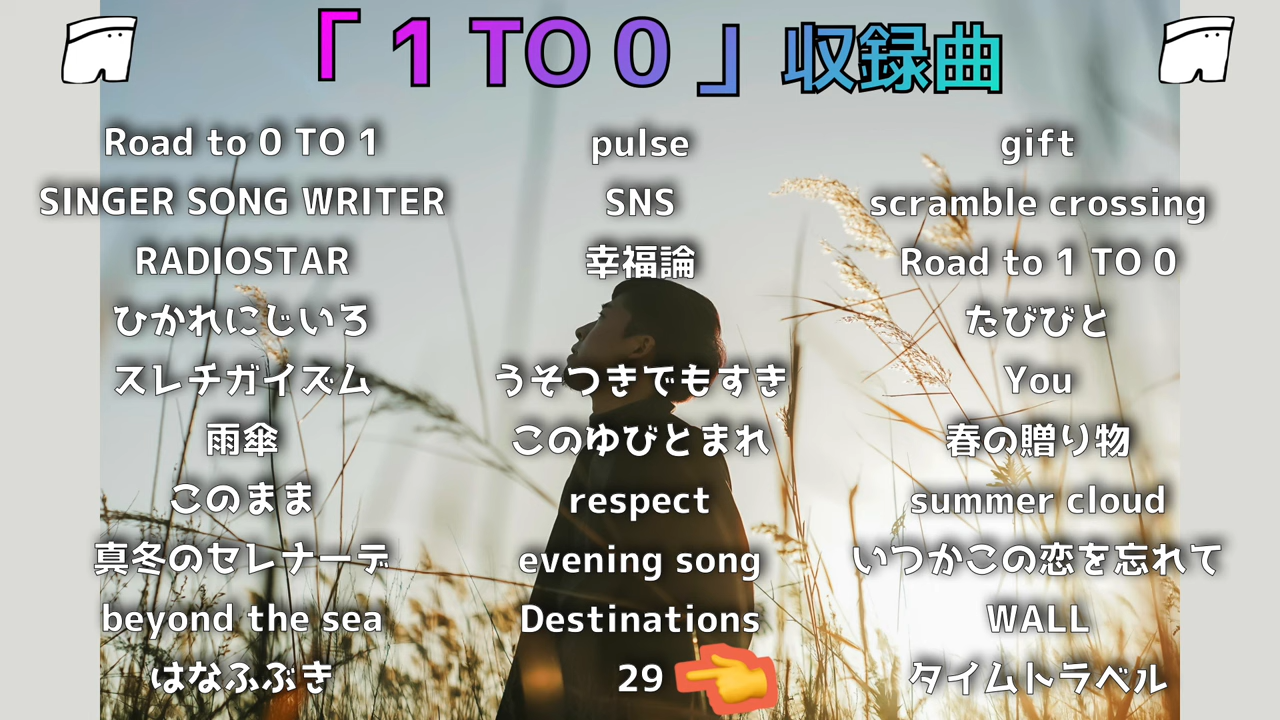 「1 TO 0」収録曲
Road to 0 TO 1
SINGER SONG WRITER
RADIOSTAR
ひかれにじいろ
スレチガイズム
雨傘
このまま
真冬のセレナーデ
beyond the sea
はなふぶき
pulse
SNS
幸福論
うそつきでもすき
このゆびとまれ
respect
evening song
Destinations
29
gift
scramble crossing
Road to 1 TO 0
たびびと
You
春の贈り物
summer cloud
いつかこの恋を忘れて
WALL
タイムトラベル